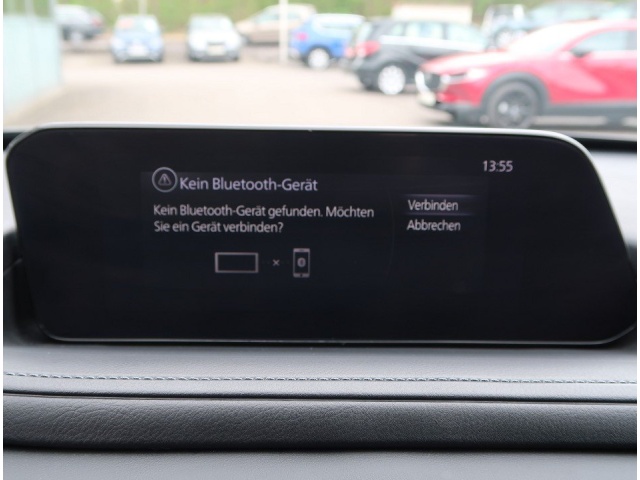 13:55
Kein Bluetooth-Gerät
Kein Bluetooth-Gerät gefunden. Möchten
Sie ein Gerät verbinden?
Verbinden
Abbrechen